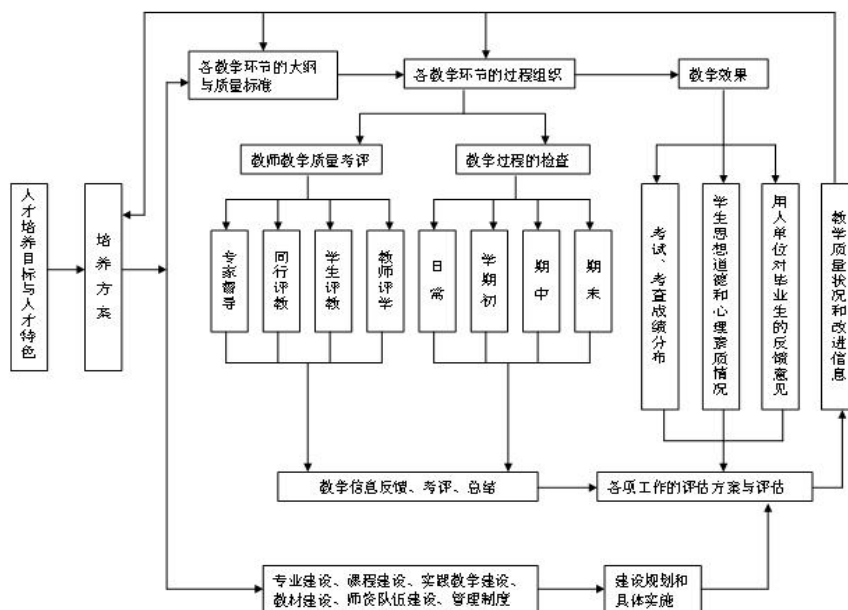 各教学环节的大纲
与质量标准
各教学环节的过程组织
教学效果
教师教学质量考评
教学过程的检查
人才培养目标与人才特色
培养方案
专家督导
同行评教
学生评教
教师评学
日常
学期初
期中
期末
考试、考查成绩分布
学生思想道德和心理素质情况
用人单位对毕业生的反馈意见
教学质量状况和改进信息
教学信息反馈、考评、总结
各项工作的评估方案与评估
专业建设、课程建设、实践教学建设、
教材建设、师资队伍建设、管理制度
建设规划和
具体实施